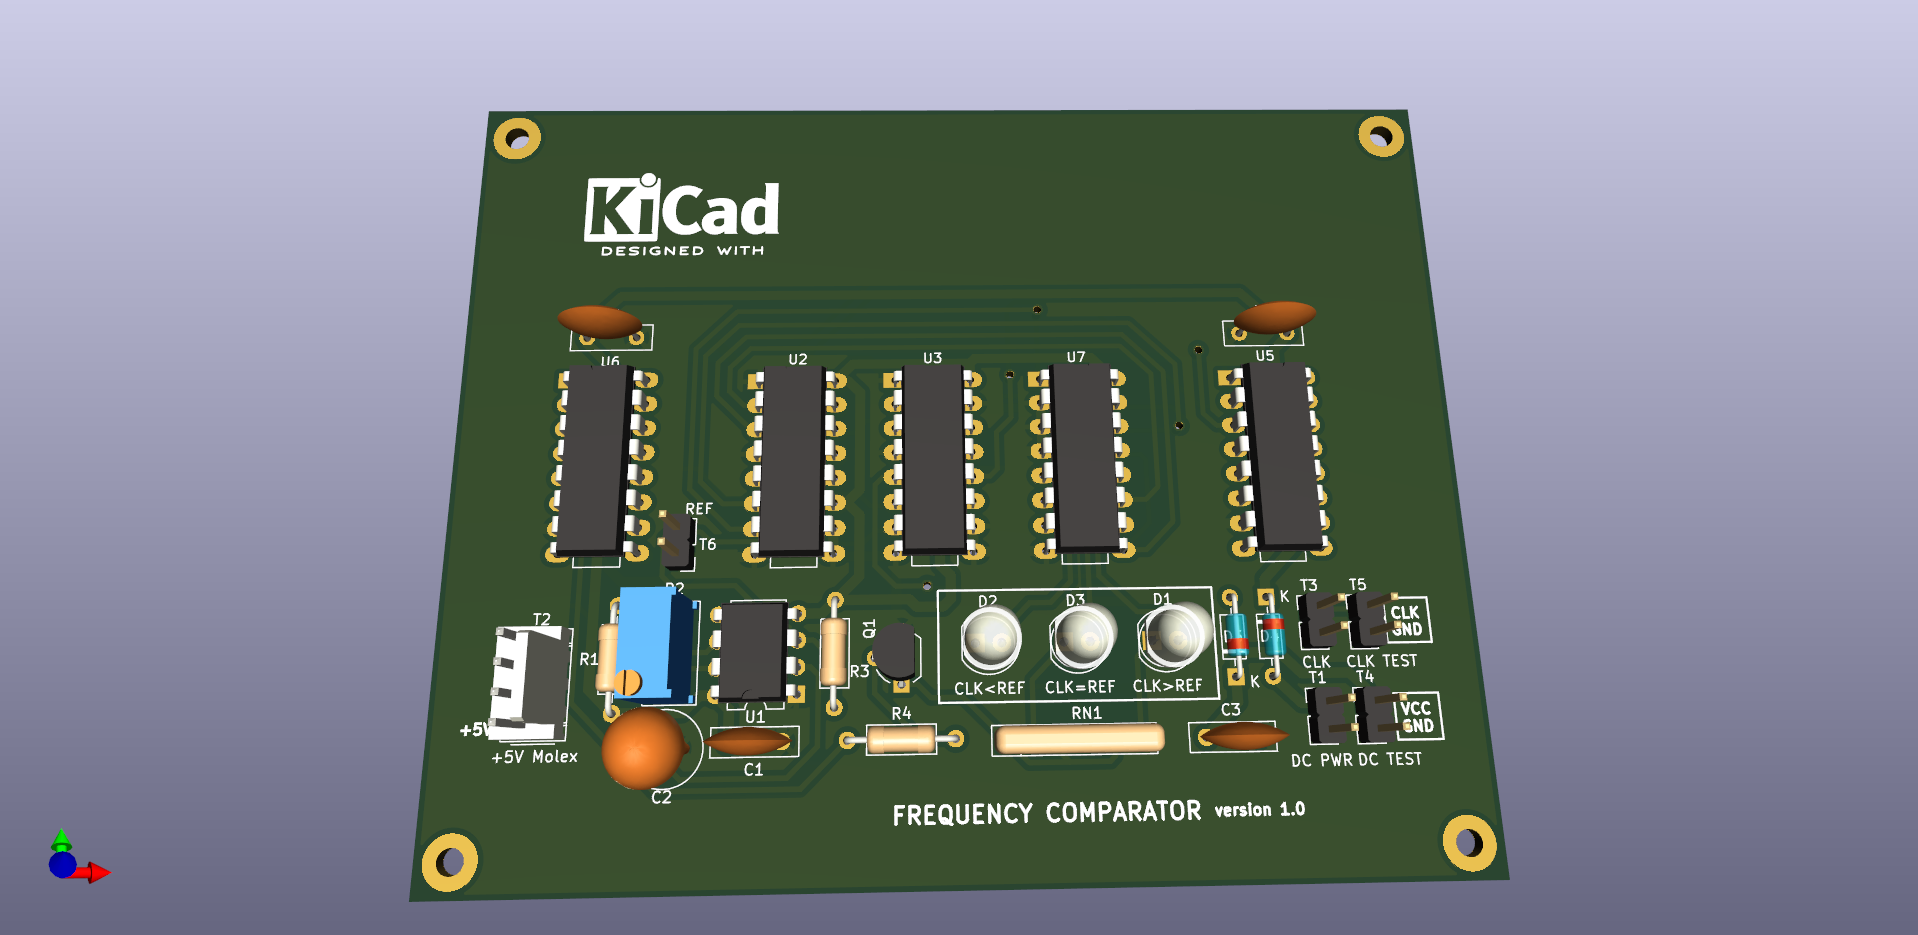 KiCad
DESIGNED WITH
U6
U2
U3
U7
U5
REF
T6
T2
R1
+5V
+5V Molex
C2
U1
C1
R3
Q1
R4
D2
D3
D1
CLK<REF
CLK=REF
CLK>REF
RN1
K
K
C3
T3
T5
CLK
GND
CLK
CLK TEST
T1
T4
VCC
GND
DC PWR
DC TEST
FREQUENCY COMPARATOR version 1.0